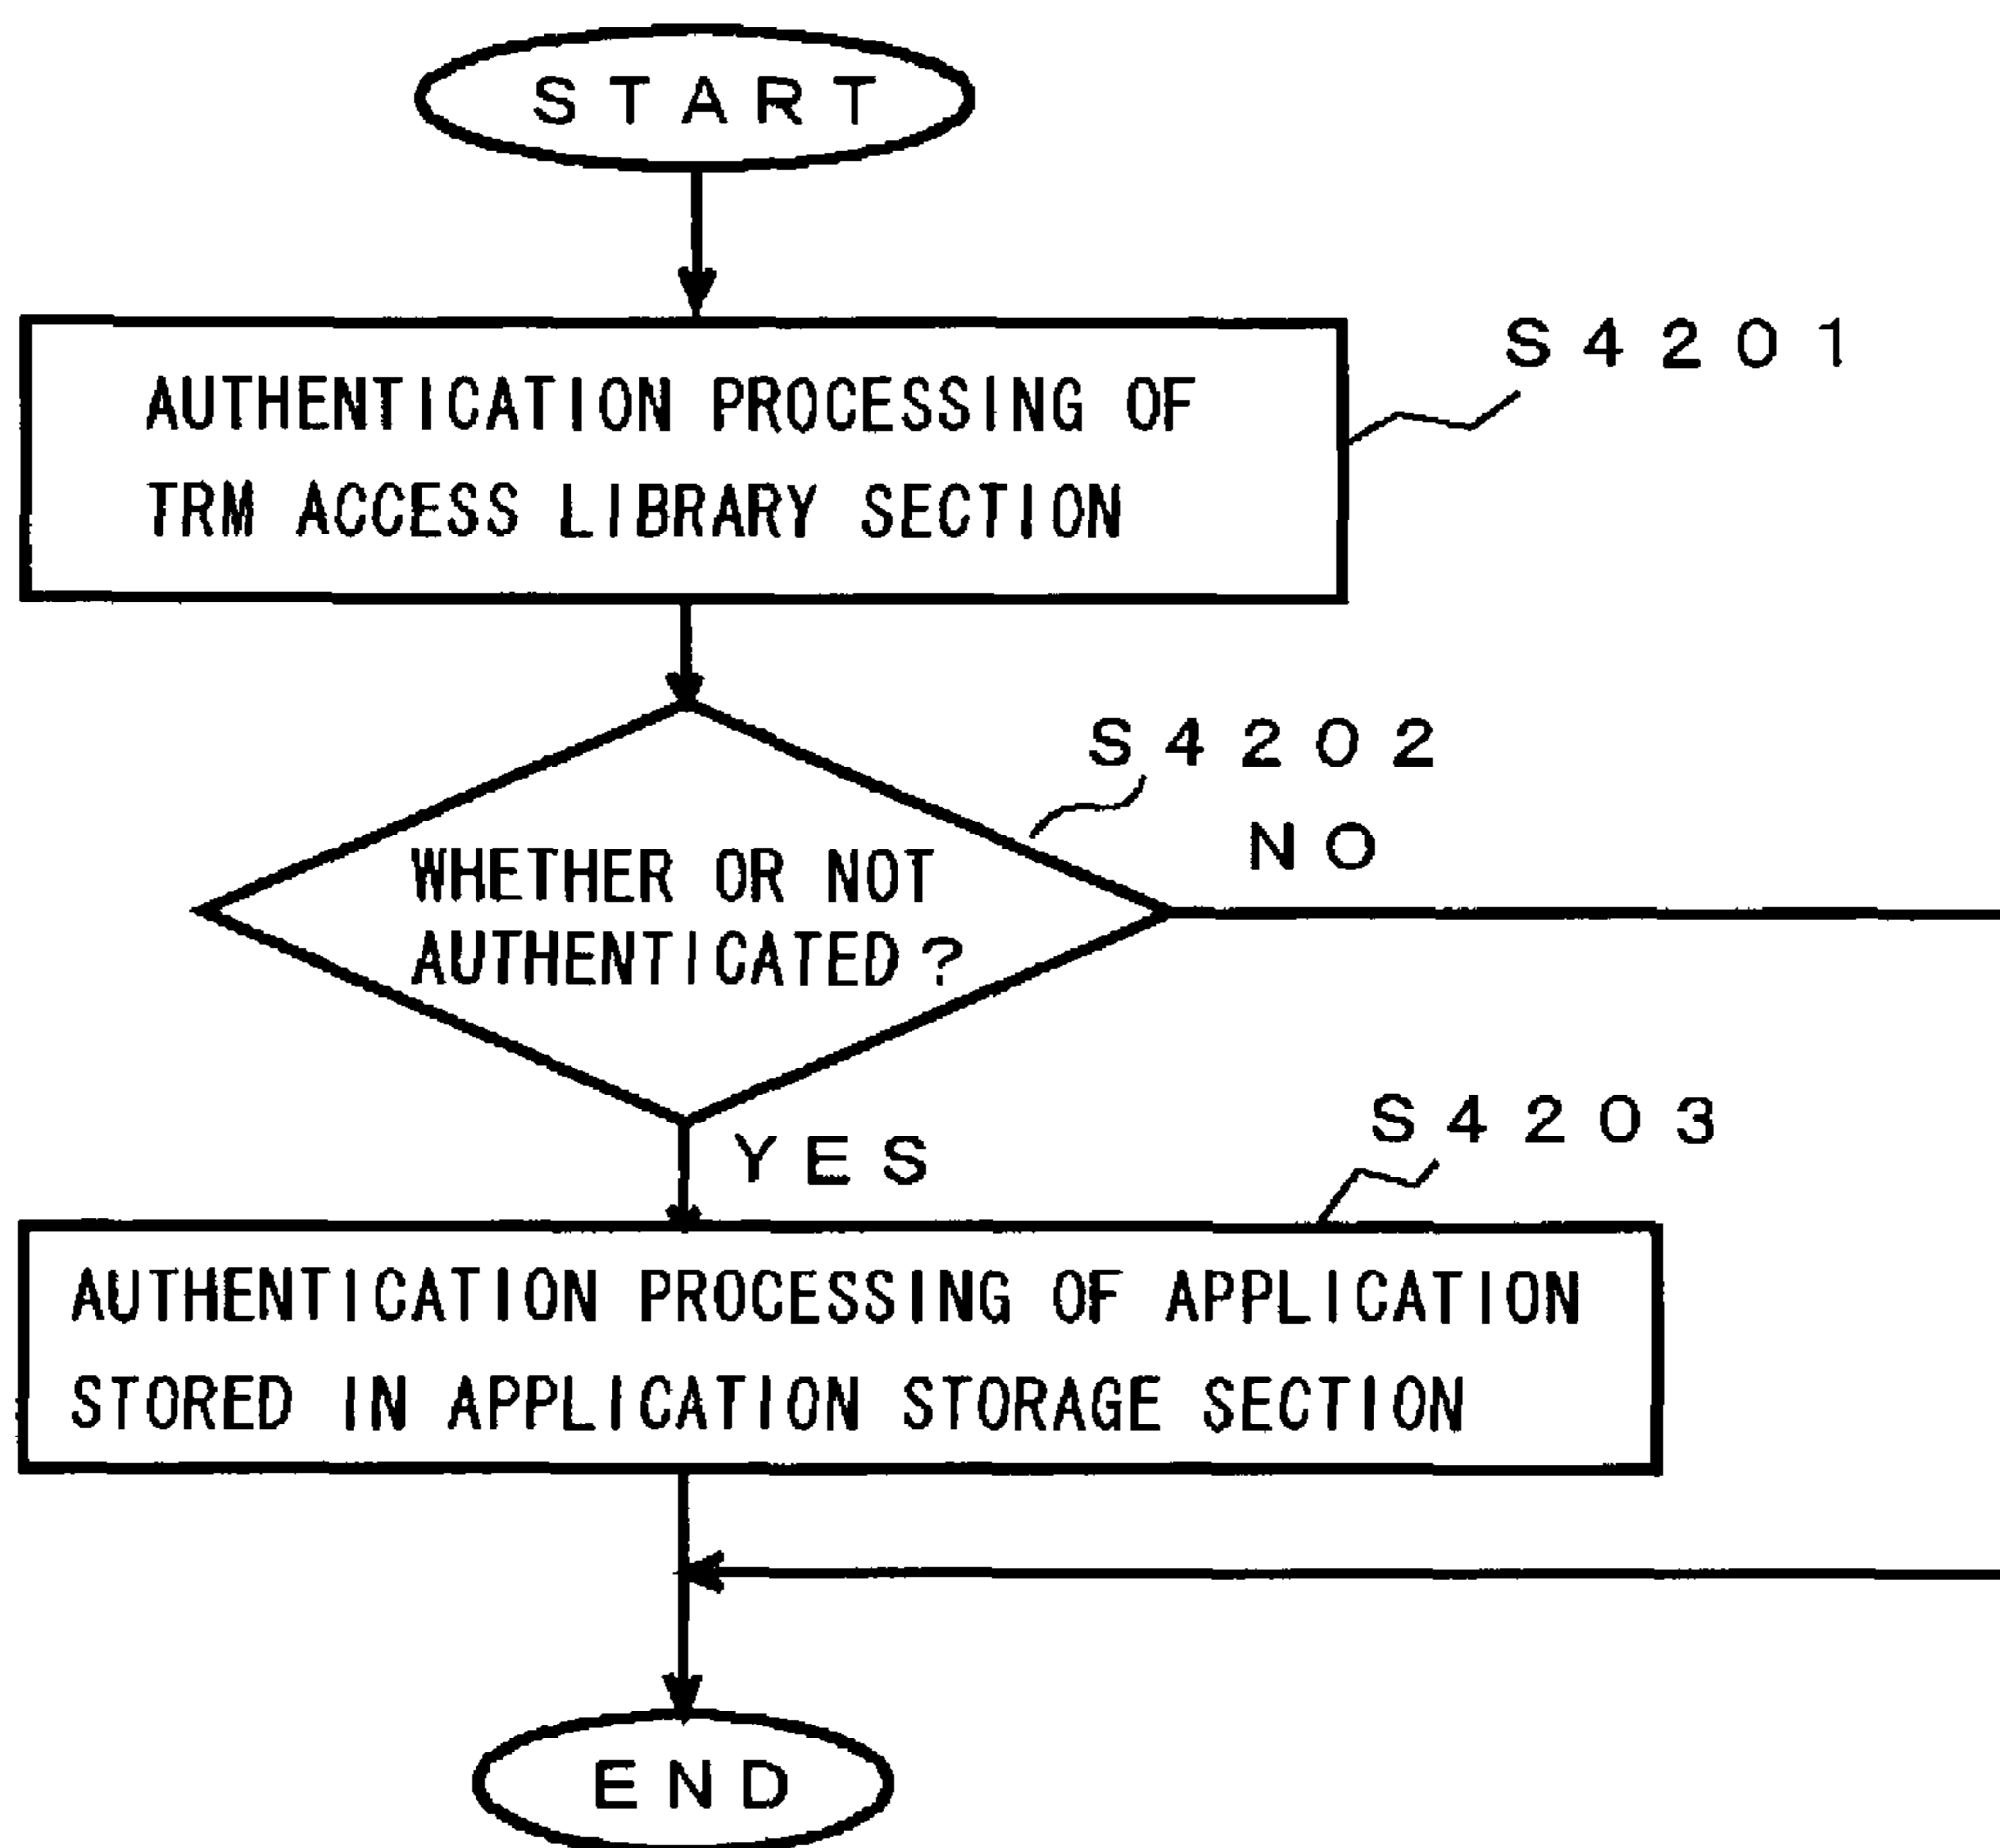 START
S4201
AUTHENTICATION PROCESSING OF
TRM ACCESS LIBRARY SECTION
S4202
NO
WHETHER OR NOT
AUTHENTICATED?
YES
S4203
AUTHENTICATION PROCESSING OF APPLICATION
STORED IN APPLICATION STORAGE SECTION
END